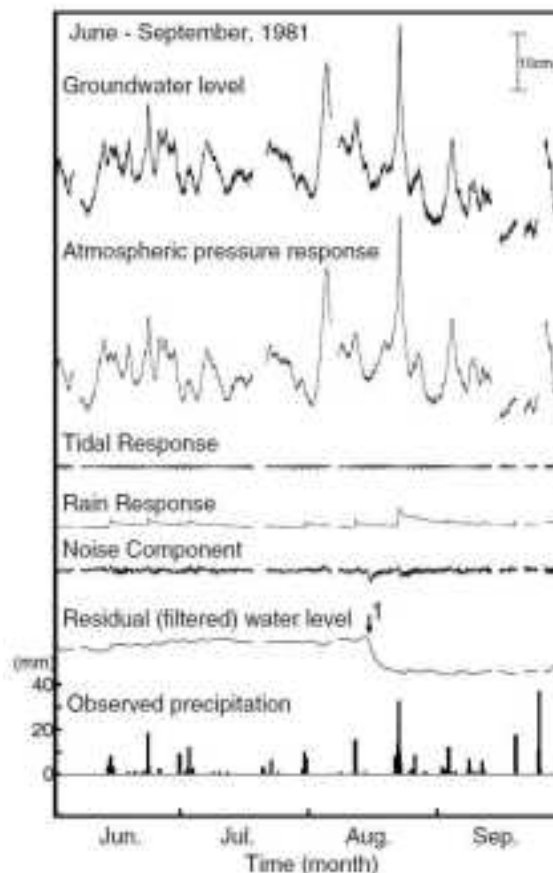 June - September, 1981
10cm
Groundwater level
Atmospheric pressure response
Tidal Response
Rain Response
Noise Component
Residual (filtered) water level
1
(mm)
40
Observed precipitation
20
0
Jun.
Jul.
Aug.
Sep.
Time (month)